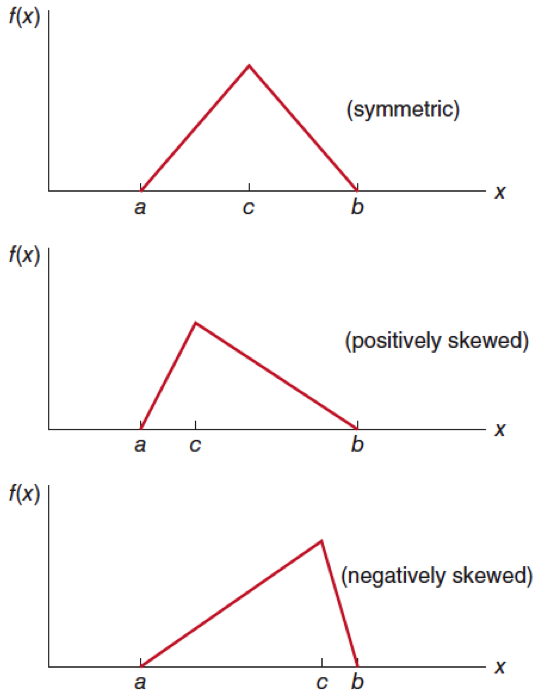 f(x)
(symmetric)
a c b x
f(x)
(positively skewed)
a c b x
f(x)
(negatively skewed)
a c b x